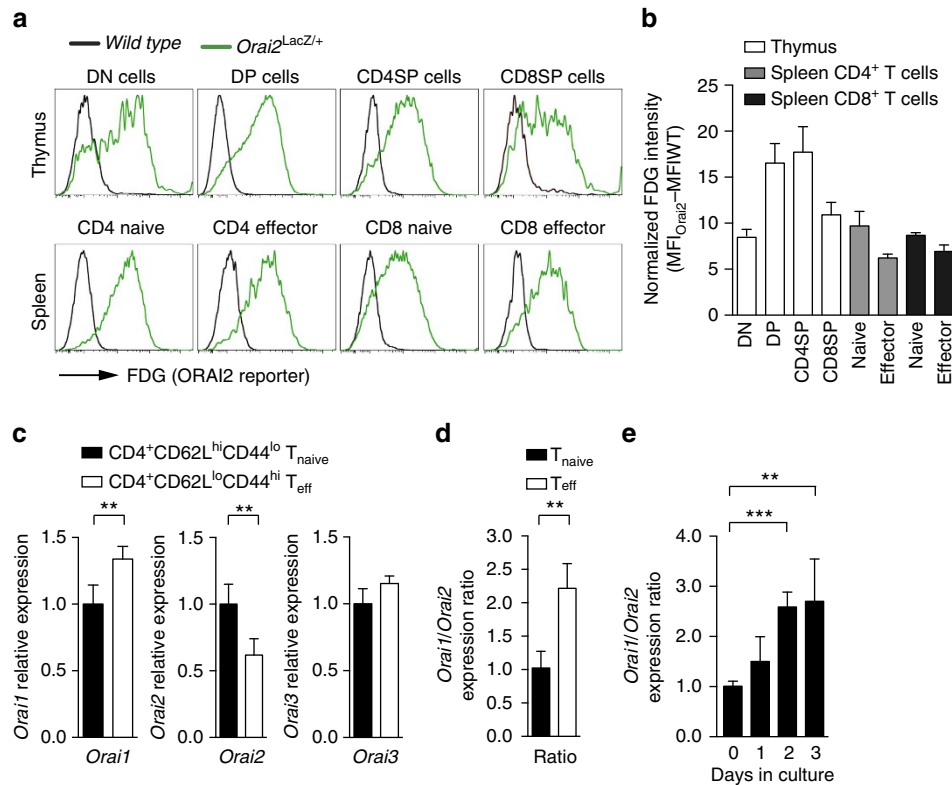 a
Wild type Orai2LacZ/+
DN cells DP cells CD4SP cells CD8SP cells
Thymus
CD4 naive CD4 effector CD8 naive CD8 effector
Spleen
FDG (ORAI2 reporter)
b
Thymus
Spleen CD4+ T cells
Spleen CD8+ T cells
Normalized FDG intensity
(MFIOrai2–MFIWT)
25
20
15
10
5
0
DN DP CD4SP CD8SP Naive Effector Naive Effector
c
CD4+CD62LhiCD44lo Tnaive
CD4+CD62LloCD44hi Teff
Orai1 relative expression
1.5
1.0
0.5
0.0
**
Orai1
Orai2 relative expression
1.5
1.0
0.5
0.0
**
Orai2
Orai3 relative expression
1.5
1.0
0.5
0.0
Orai3
d
Tnaive
Teff
**
Orai1/Orai2
expression ratio
3.0
2.5
2.0
1.5
1.0
0.5
0.0
Ratio
e
**
***
Orai1/Orai2
expression ratio
4.0
3.0
2.0
1.0
0.0
0 1 2 3
Days in culture